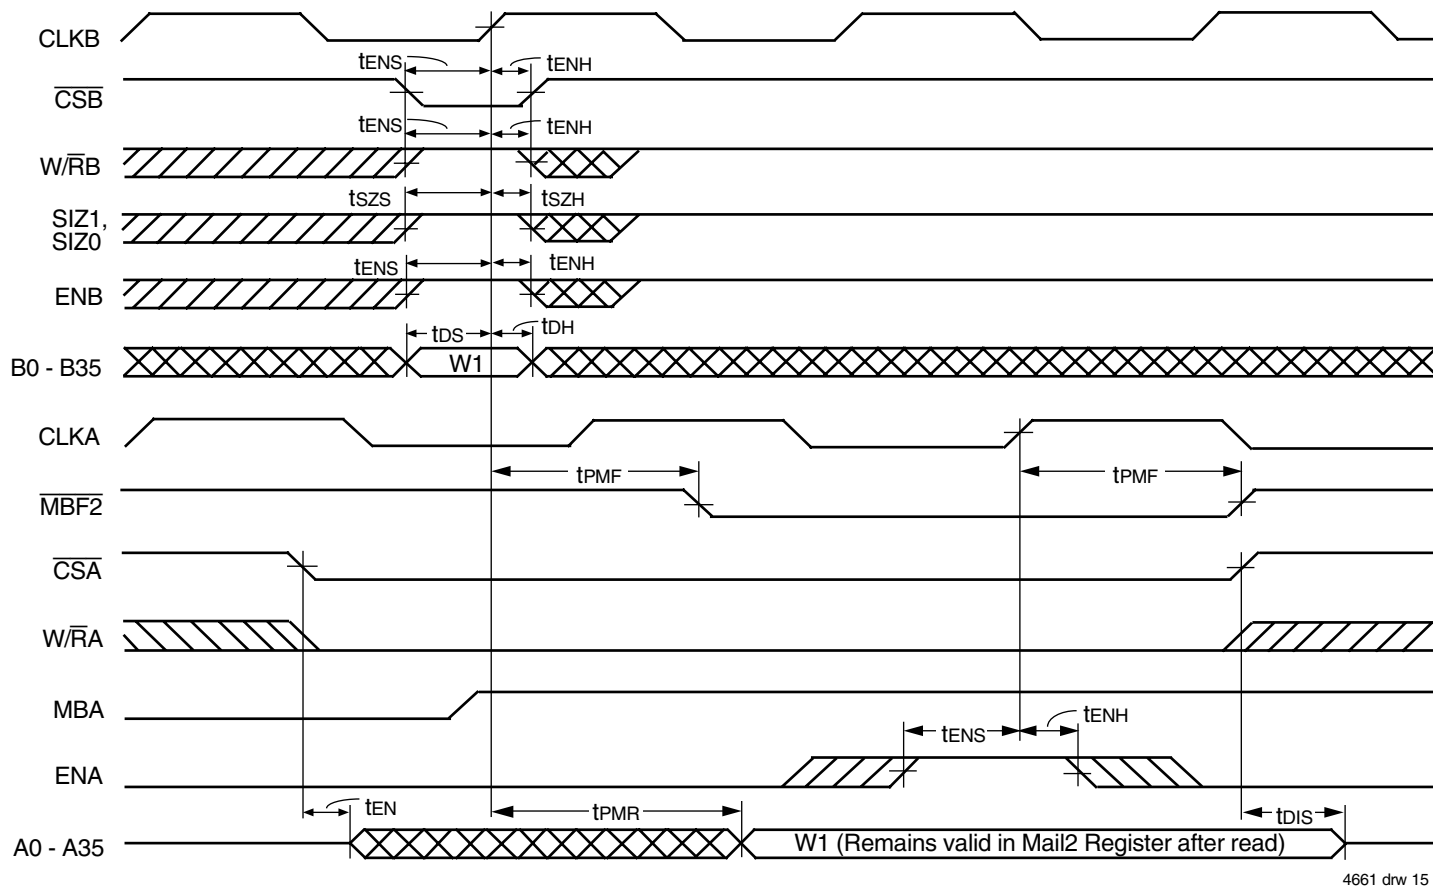 CLKB
tENS tENH
CSB
tENS tENH
W/RB
tSZS tSZH
SIZ1,
SIZ0
tENS tENH
ENB
tDS tDH
B0 - B35 W1
CLKA
tPMF tPMF
MBF2
CSA
W/RA
MBA
tENS tENH
ENA
tEN tPMR tDIS
A0 - A35 W1 (Remains valid in Mail2 Register after read)
4661 drw 15